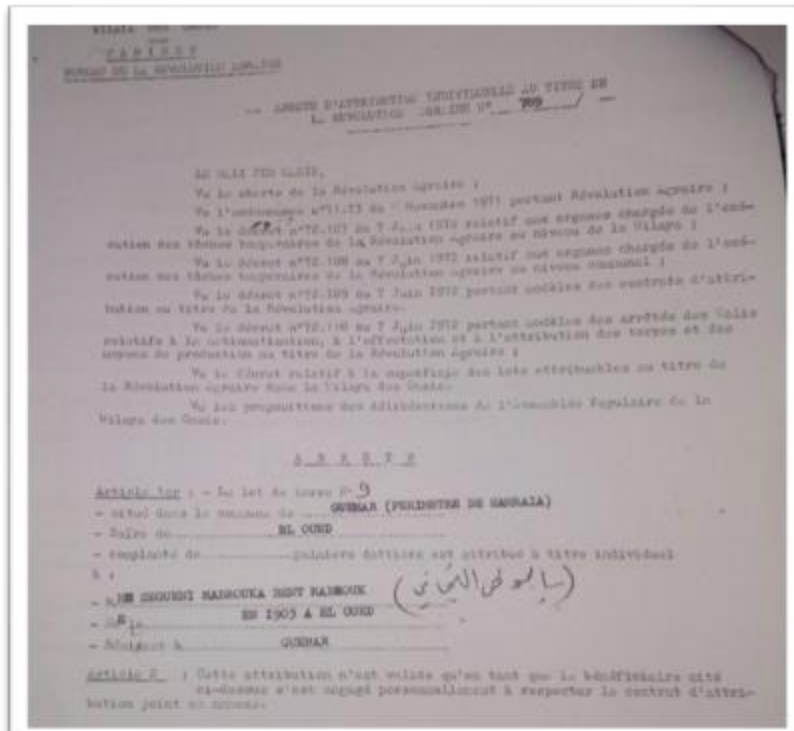 WILAYA DES OASIS
CABINET
BUREAU DE LA REVOLUTION AGRAIRE
-- ARRETE D'ATTRIBUTION INDIVIDUELLE AU TITRE DE
LA REVOLUTION AGRAIRE N° 709 / --
LE WALI DES OASIS,
Vu la charte de la Révolution Agraire ;
Vu l'ordonnance n°71.73 du Novembre 1971 portant Révolution Agraire ;
Vu le décret n°72.107 du 7 Juin 1972 relatif aux organes chargés de l'exé-
cution des tâches temporaires de la Révolution Agraire au niveau de la Wilaya ;
Vu le décret n°72.108 du 7 Juin 1972 relatif aux organes chargés de l'exé-
cution des tâches temporaires de la Révolution Agraire au niveau communal ;
Vu le décret n°72.109 du 7 Juin 1972 portant modèles des contrats d'attri-
bution au titre de la Révolution Agraire.
Vu le décret n°72.110 du 7 Juin 1972 portant modèles des arrêtés des Walis
relatifs à la nationalisation, à l'affectation et à l'attribution des terres et des
moyens de production au titre de la Révolution Agraire ;
Vu le décret relatif à la superficie des lots attribuables au titre de
la Révolution Agraire dans la Wilaya des Oasis.
Vu les propositions des délibérations de l'Assemblée Populaire de la
Wilaya des Oasis.
A R R E T E
Article 1er : - Le lot de terre N° 9
- situé dans la commune de GUEMAR (PERIMETRE DE HAMRAIA)
- Daïra de EL OUED
- complanté de palmiers dattiers est attribué à titre individuel
à :
- SEGUENI MABROUKA BENT MABROUK
- EN 1903 A EL OUED
- Résidant à GUEMAR
Article 2 : Cette attribution n'est valide qu'en tant que le bénéficiaire cité
ci-dessus s'est engagé personnellement à respecter le contrat d'attri-
bution joint en annexe.